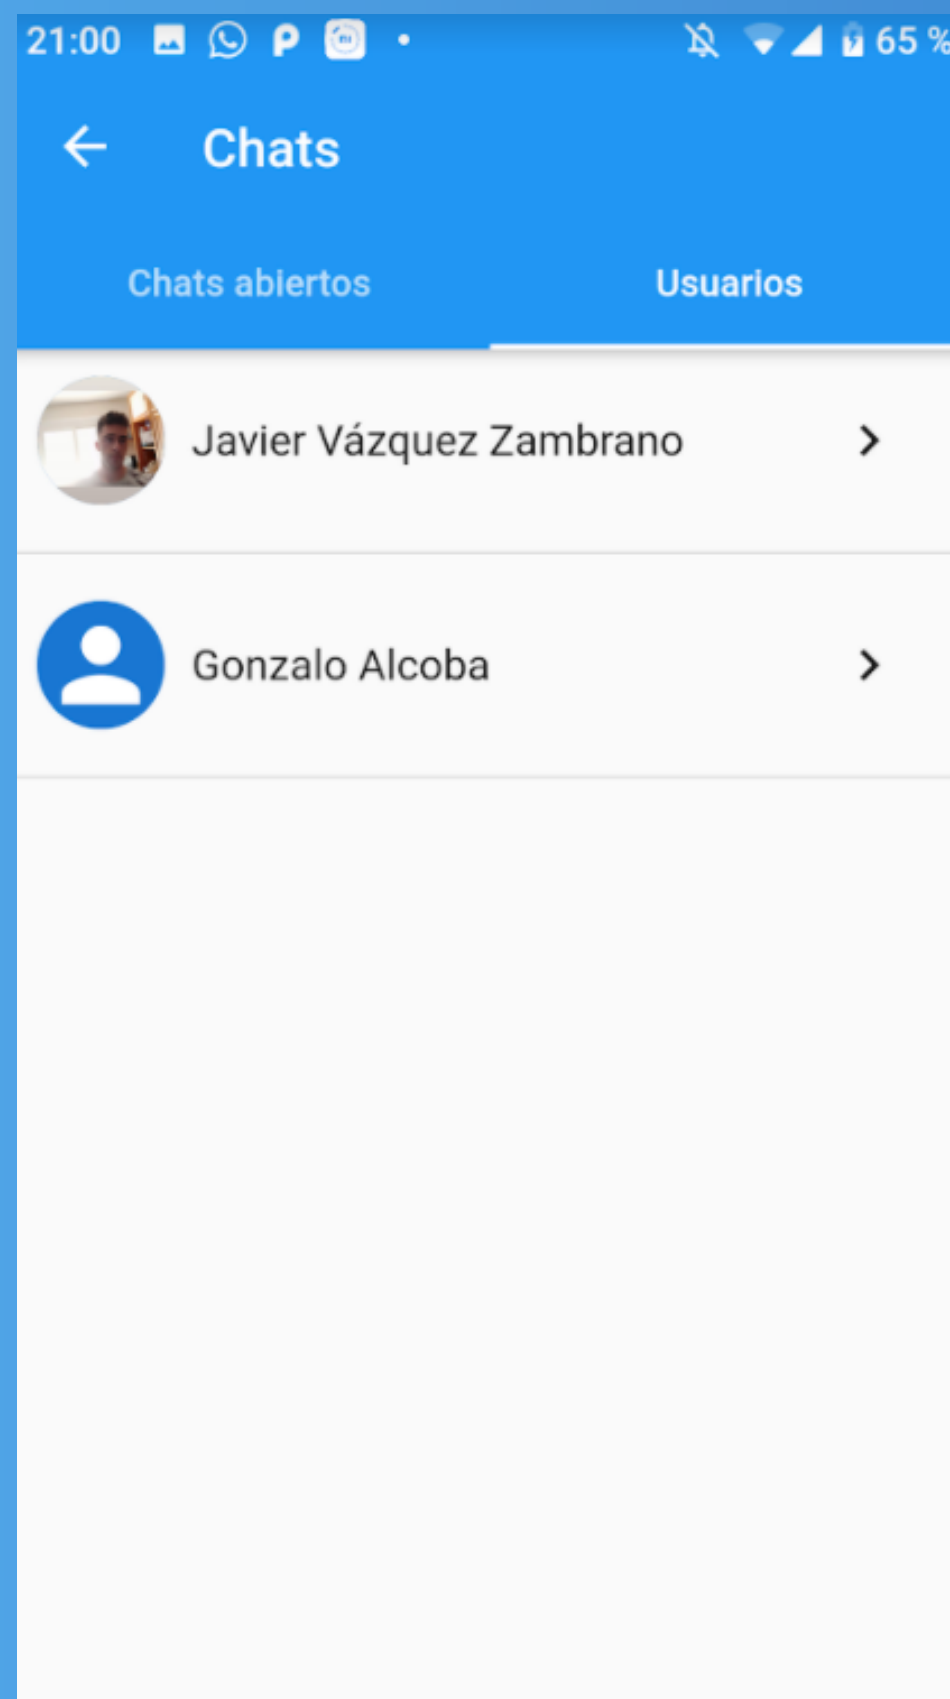 21:00 65 %
Chats
Chats abiertos Usuarios
Javier Vázquez Zambrano
Gonzalo Alcoba